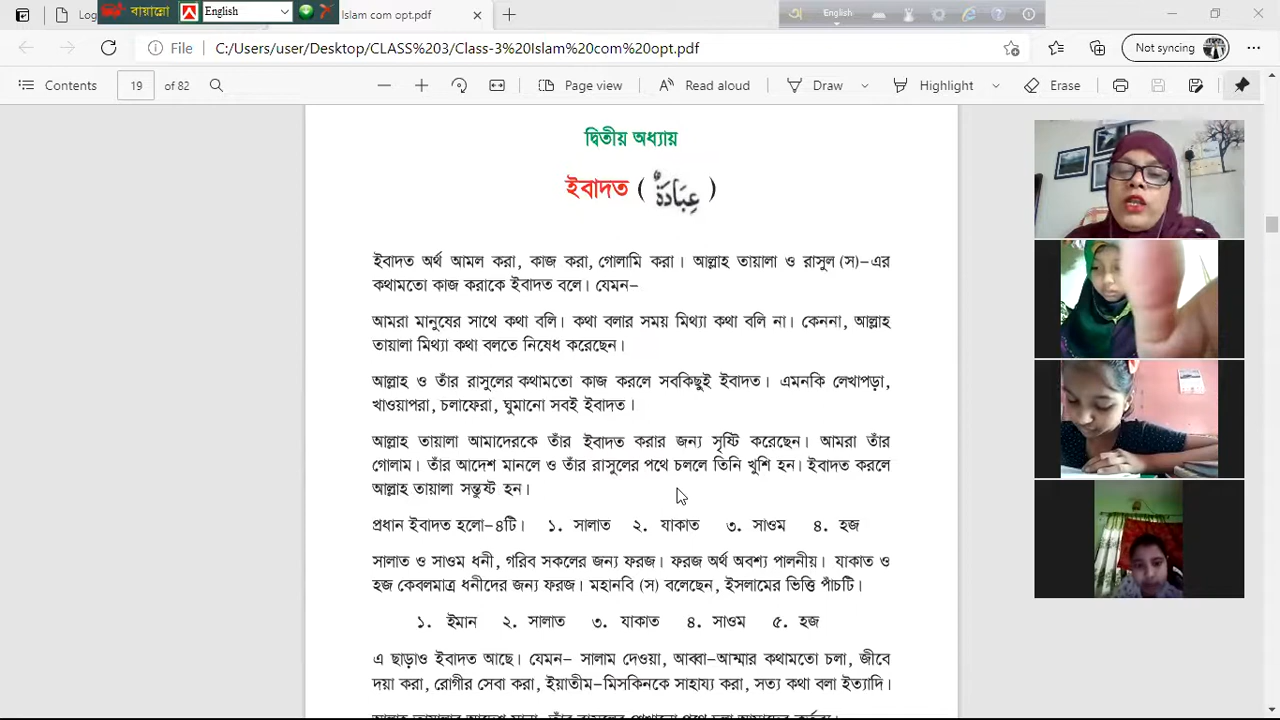 বায়ান্নো English Islam com opt.pdf English
File C:/Users/user/Desktop/CLASS%203/Class-3%20Islam%20com%20opt.pdf Not syncing
Contents 19 of 82 Page view Read aloud Draw Highlight Erase
দ্বিতীয় অধ্যায়
ইবাদত ( عِبَادَةٌ )
ইবাদত অর্থ আমল করা, কাজ করা, গোলামি করা। আল্লাহ তায়ালা ও রাসুল (স)-এর
কথামতো কাজ করাকে ইবাদত বলে। যেমন-
আমরা মানুষের সাথে কথা বলি। কথা বলার সময় মিথ্যা কথা বলি না। কেননা, আল্লাহ
তায়ালা মিথ্যা কথা বলতে নিষেধ করেছেন।
আল্লাহ ও তাঁর রাসুলের কথামতো কাজ করলে সবকিছুই ইবাদত। এমনকি লেখাপড়া,
খাওয়াপরা, চলাফেরা, ঘুমানো সবই ইবাদত।
আল্লাহ তায়ালা আমাদেরকে তাঁর ইবাদত করার জন্য সৃষ্টি করেছেন। আমরা তাঁর
গোলাম। তাঁর আদেশ মানলে ও তাঁর রাসুলের পথে চললে তিনি খুশি হন। ইবাদত করলে
আল্লাহ তায়ালা সন্তুষ্ট হন।
প্রধান ইবাদত হলো-৪টি। ১. সালাত ২. যাকাত ৩. সাওম ৪. হজ
সালাত ও সাওম ধনী, গরিব সকলের জন্য ফরজ। ফরজ অর্থ অবশ্য পালনীয়। যাকাত ও
হজ কেবলমাত্র ধনীদের জন্য ফরজ। মহানবি (স) বলেছেন, ইসলামের ভিত্তি পাঁচটি।
১. ইমান ২. সালাত ৩. যাকাত ৪. সাওম ৫. হজ
এ ছাড়াও ইবাদত আছে। যেমন- সালাম দেওয়া, আব্বা-আম্মার কথামতো চলা, জীবে
দয়া করা, রোগীর সেবা করা, ইয়াতীম-মিসকিনকে সাহায্য করা, সত্য কথা বলা ইত্যাদি।